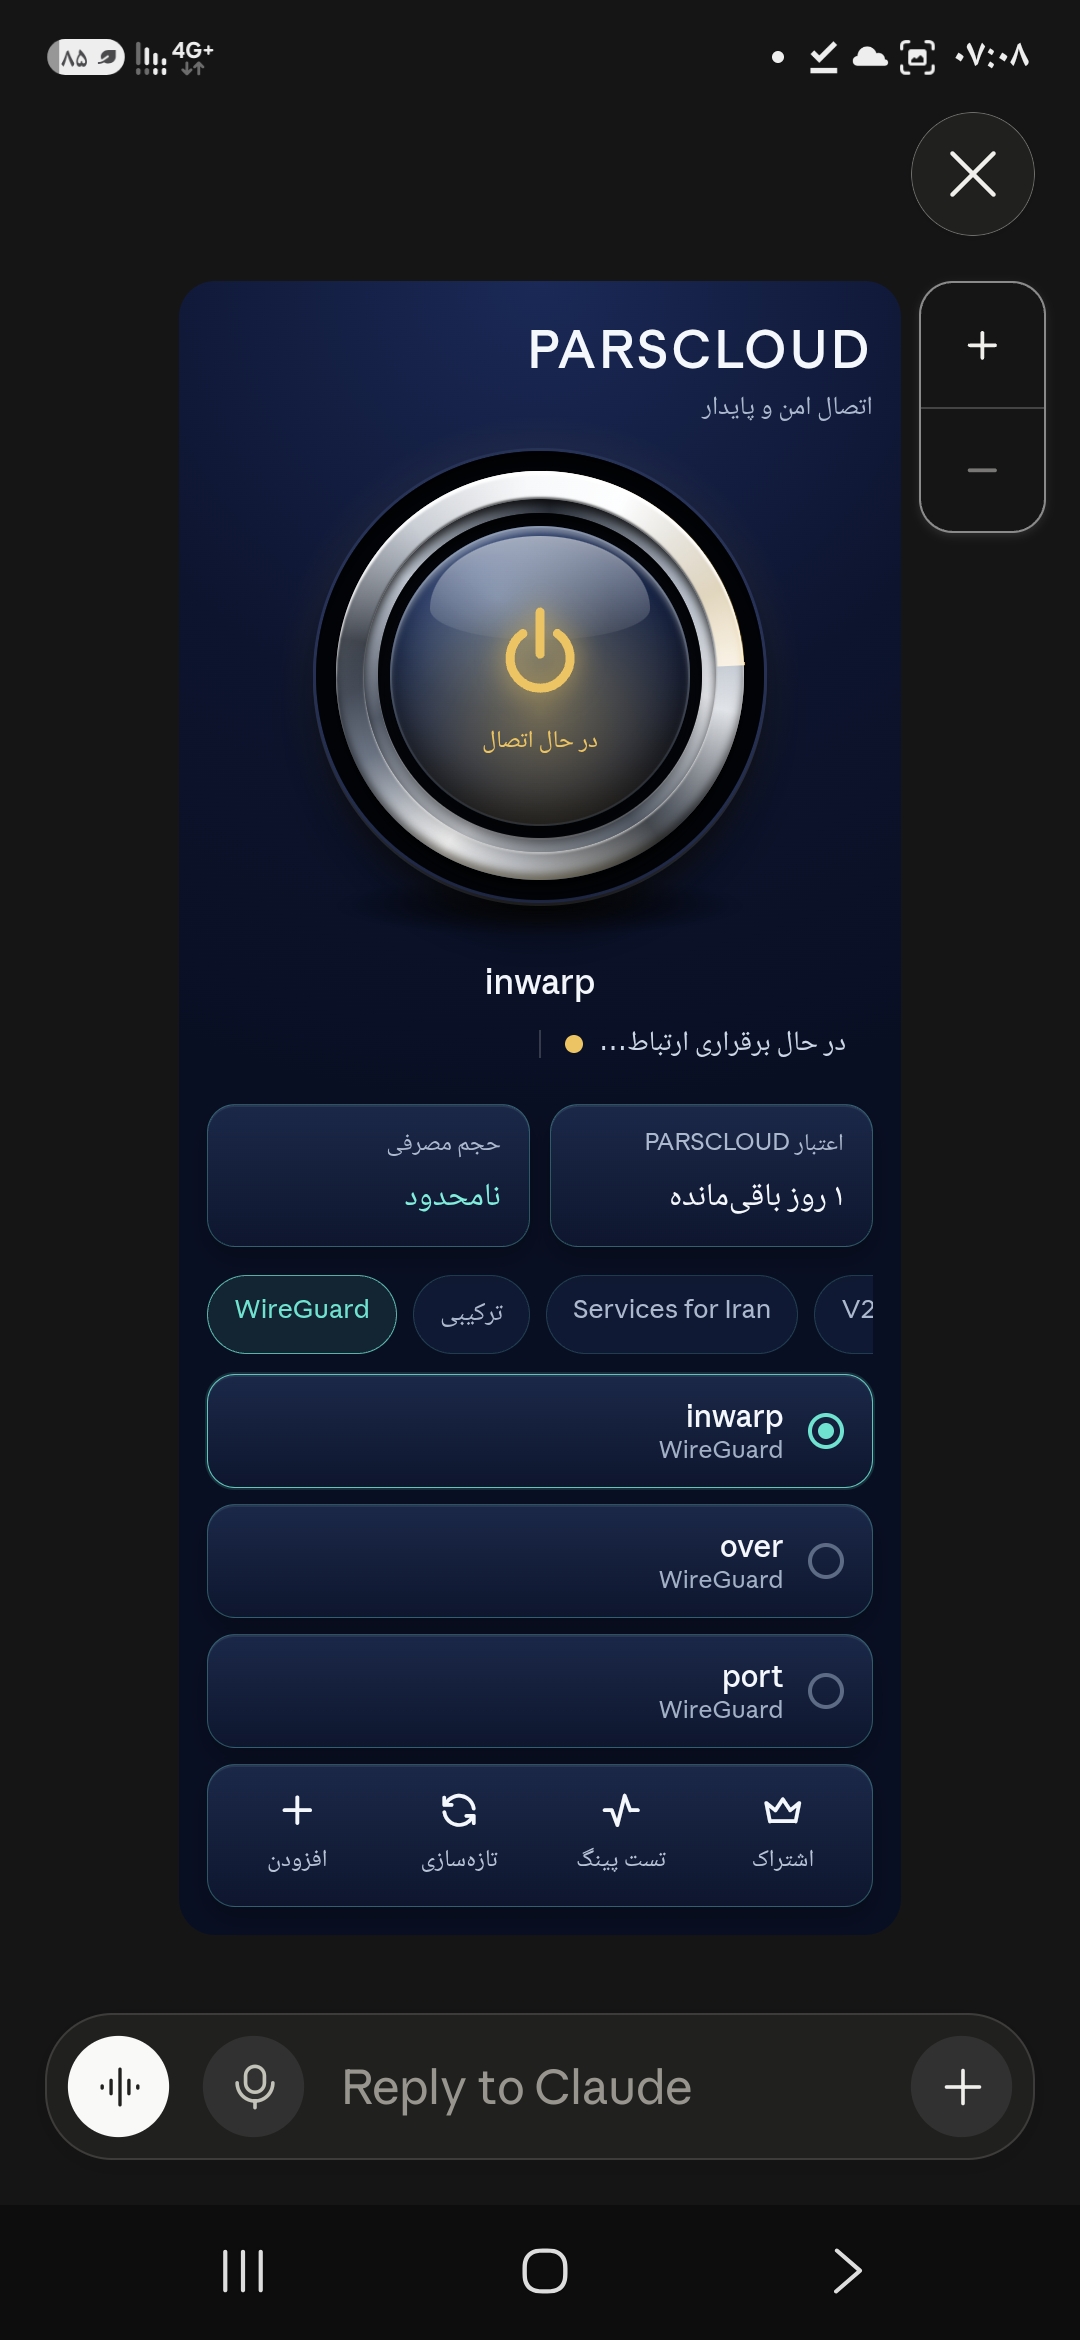 ۸۵
4G+
۰۷:۰۸
PARSCLOUD
اتصال امن و پایدار
در حال اتصال
inwarp
در حال برقراری ارتباط...
اعتبار PARSCLOUD
۱ روز باقی‌مانده
حجم مصرفی
نامحدود
WireGuard
ترکیبی
Services for Iran
V2
inwarp
WireGuard
over
WireGuard
port
WireGuard
اشتراک
تست پینگ
تازه‌سازی
افزودن
Reply to Claude